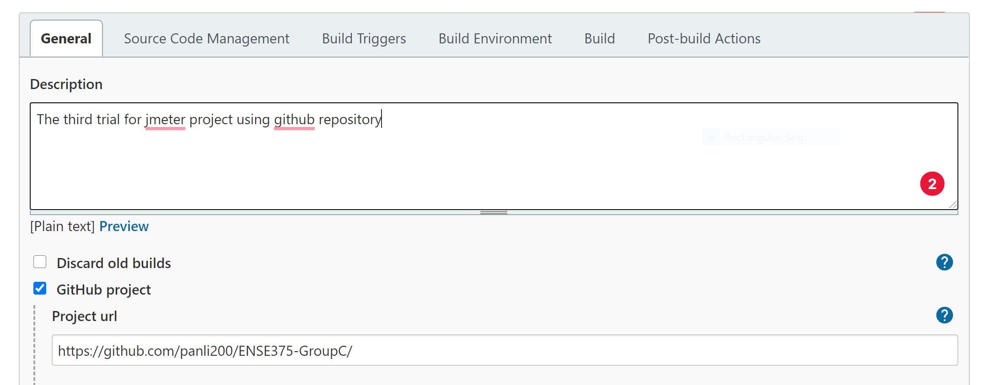 General Source Code Management Build Triggers Build Environment Build Post-build Actions
Description
The third trial for jmeter project using github repository
Rectangular Snip
2
[Plain text] Preview
Discard old builds ?
GitHub project
Project url ?
https://github.com/panli200/ENSE375-GroupC/